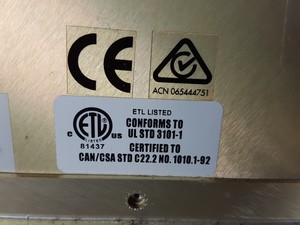 CE
ACN 065444751
ETL LISTED
CONFORMS TO
UL STD 3101-1
C ETL US
LISTED
81437
CERTIFIED TO
CAN/CSA STD C22.2 NO. 1010.1-92